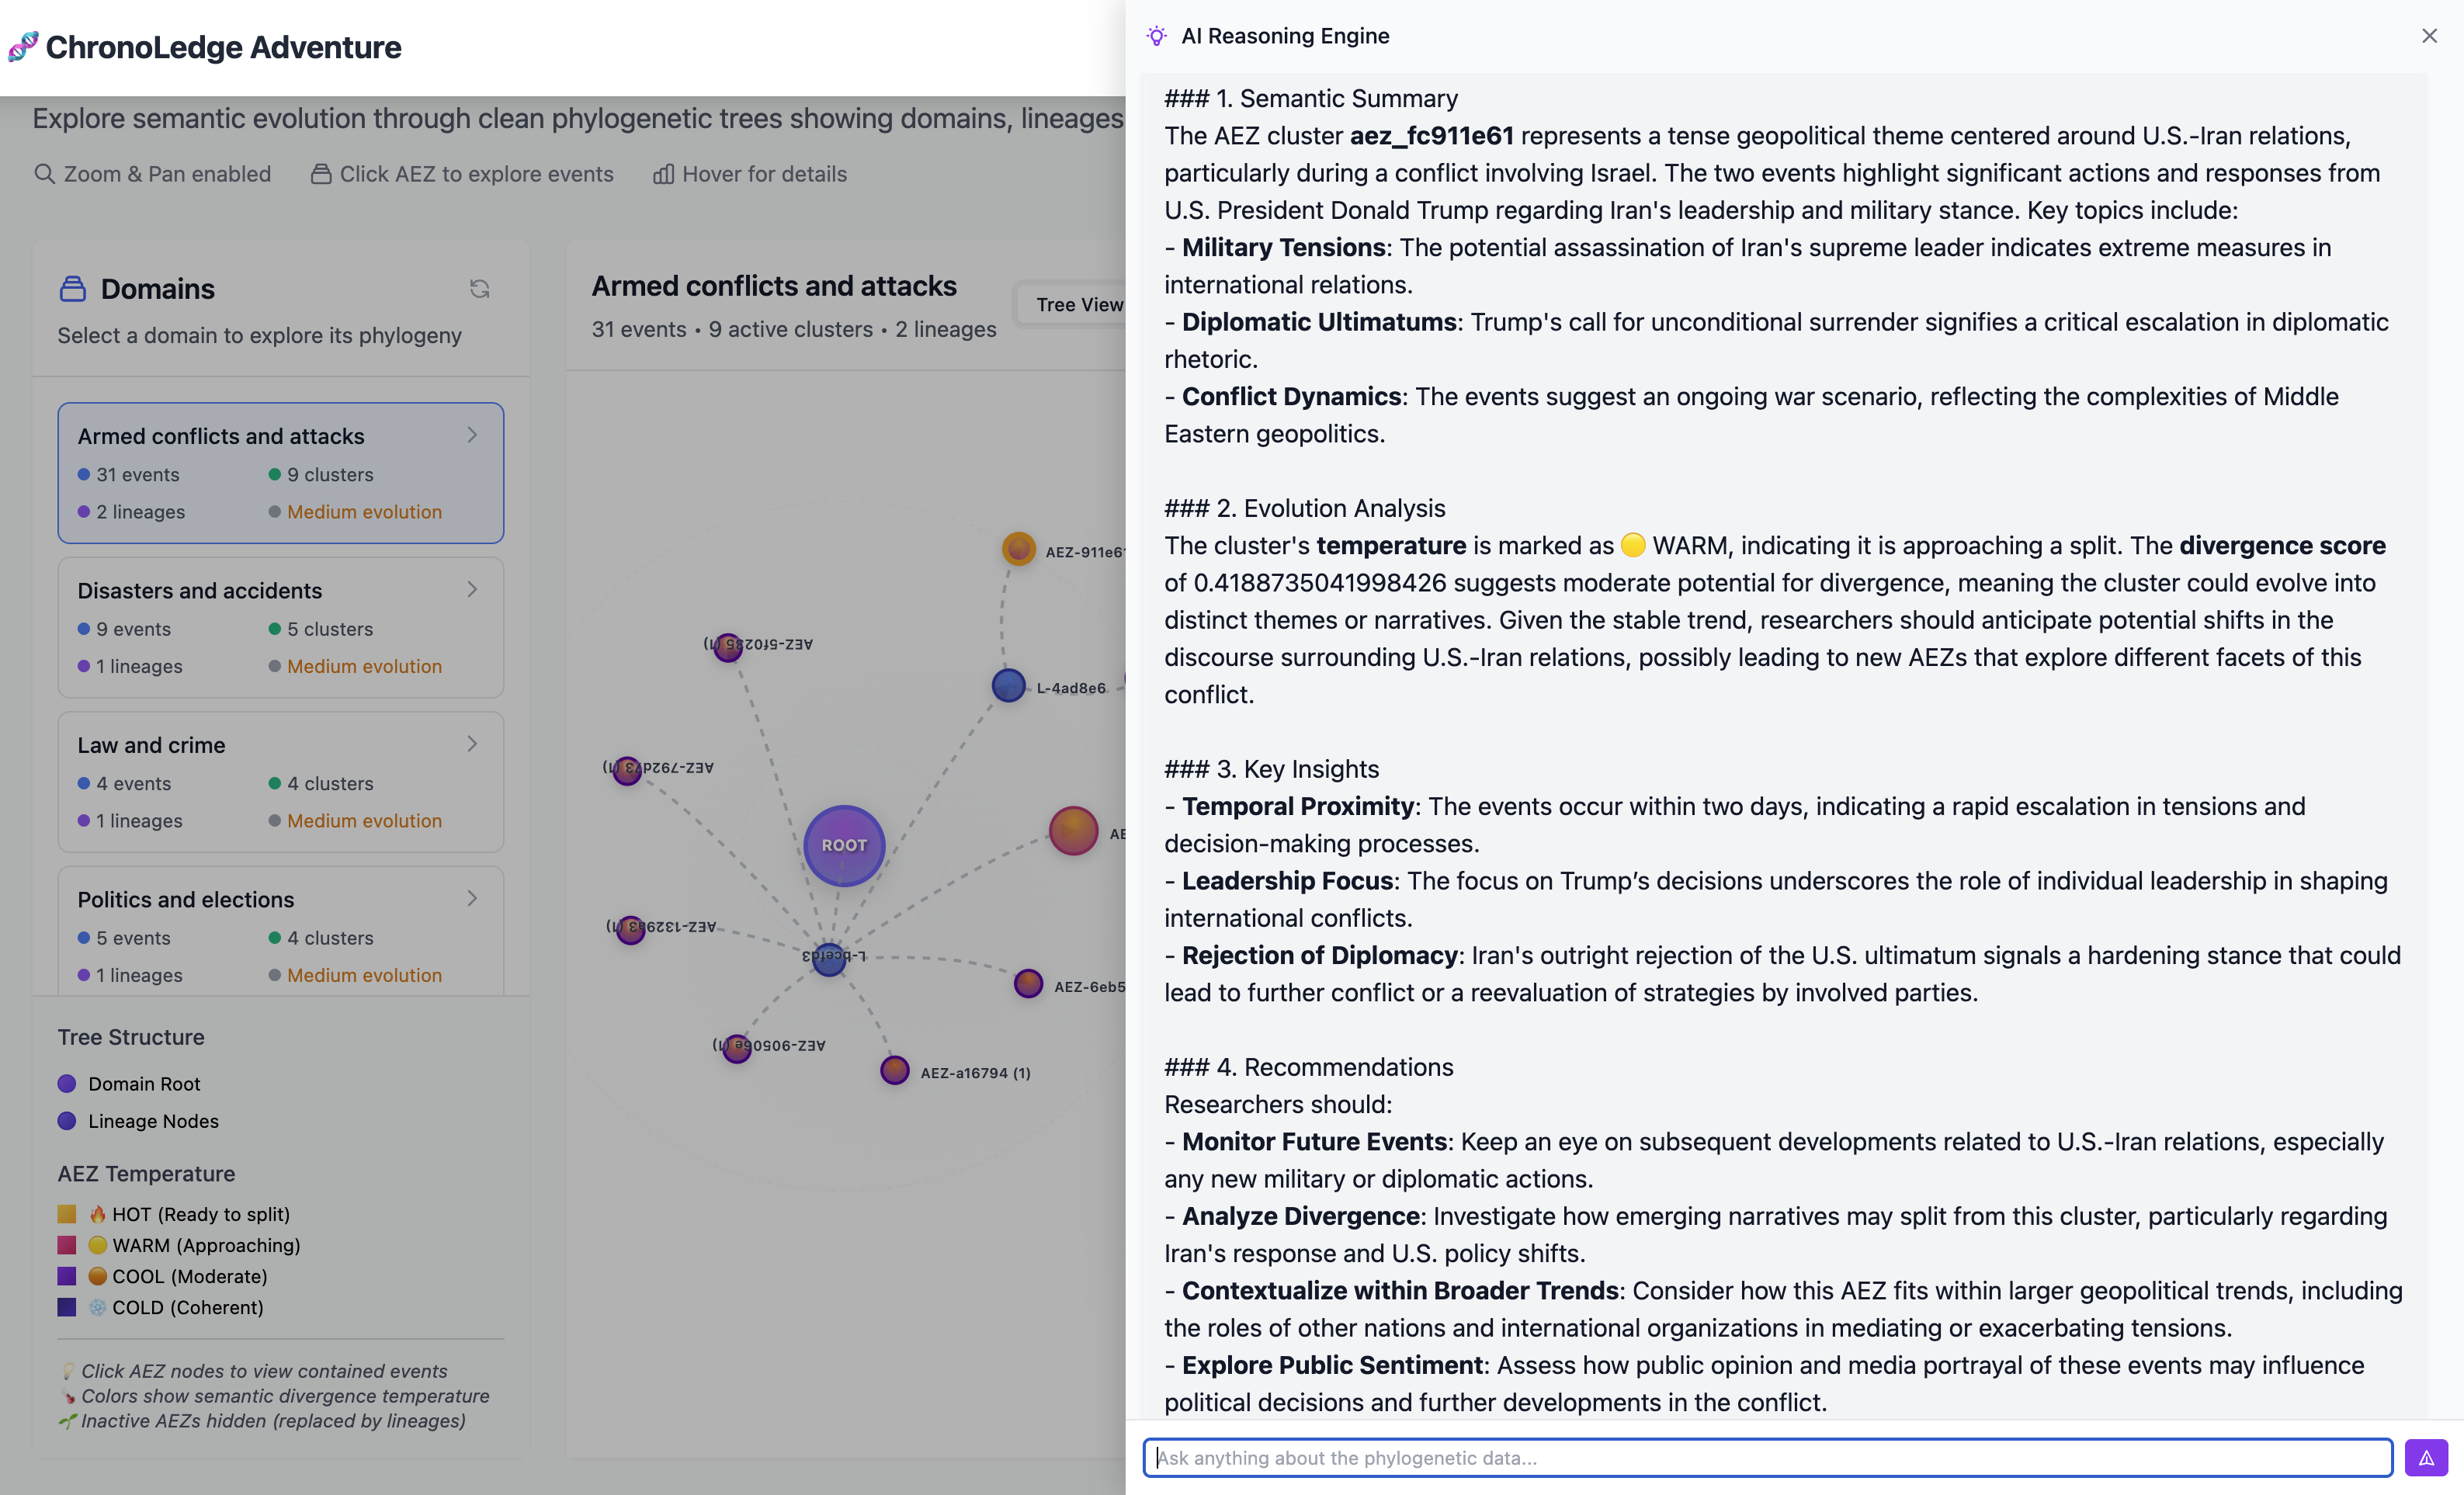 ChronoLedge Adventure
Explore semantic evolution through clean phylogenetic trees showing domains, lineages
Zoom & Pan enabled
Click AEZ to explore events
Hover for details
Domains
Select a domain to explore its phylogeny
Armed conflicts and attacks
31 events
9 clusters
2 lineages
Medium evolution
Disasters and accidents
9 events
5 clusters
1 lineages
Medium evolution
Law and crime
4 events
4 clusters
1 lineages
Medium evolution
Politics and elections
5 events
4 clusters
1 lineages
Medium evolution
Tree Structure
Domain Root
Lineage Nodes
AEZ Temperature
🔥 HOT (Ready to split)
🟡 WARM (Approaching)
🟠 COOL (Moderate)
❄️ COLD (Coherent)
💡 Click AEZ nodes to view contained events
🌡️ Colors show semantic divergence temperature
🌱 Inactive AEZs hidden (replaced by lineages)
Armed conflicts and attacks
31 events • 9 active clusters • 2 lineages
Tree View
AEZ-911e61
AEZ-5f0235 (1)
L-4ad8e6
AEZ-792d73 (1)
ROOT
AE
AEZ-1329a3 (1)
L-bcefd3
AEZ-6eb5
AEZ-90506e (1)
AEZ-a16794 (1)
AI Reasoning Engine
### 1. Semantic Summary
The AEZ cluster aez_fc911e61 represents a tense geopolitical theme centered around U.S.-Iran relations,
particularly during a conflict involving Israel. The two events highlight significant actions and responses from
U.S. President Donald Trump regarding Iran's leadership and military stance. Key topics include:
- Military Tensions: The potential assassination of Iran's supreme leader indicates extreme measures in
international relations.
- Diplomatic Ultimatums: Trump's call for unconditional surrender signifies a critical escalation in diplomatic
rhetoric.
- Conflict Dynamics: The events suggest an ongoing war scenario, reflecting the complexities of Middle
Eastern geopolitics.
### 2. Evolution Analysis
The cluster's temperature is marked as 🟡 WARM, indicating it is approaching a split. The divergence score
of 0.4188735041998426 suggests moderate potential for divergence, meaning the cluster could evolve into
distinct themes or narratives. Given the stable trend, researchers should anticipate potential shifts in the
discourse surrounding U.S.-Iran relations, possibly leading to new AEZs that explore different facets of this
conflict.
### 3. Key Insights
- Temporal Proximity: The events occur within two days, indicating a rapid escalation in tensions and
decision-making processes.
- Leadership Focus: The focus on Trump’s decisions underscores the role of individual leadership in shaping
international conflicts.
- Rejection of Diplomacy: Iran's outright rejection of the U.S. ultimatum signals a hardening stance that could
lead to further conflict or a reevaluation of strategies by involved parties.
### 4. Recommendations
Researchers should:
- Monitor Future Events: Keep an eye on subsequent developments related to U.S.-Iran relations, especially
any new military or diplomatic actions.
- Analyze Divergence: Investigate how emerging narratives may split from this cluster, particularly regarding
Iran's response and U.S. policy shifts.
- Contextualize within Broader Trends: Consider how this AEZ fits within larger geopolitical trends, including
the roles of other nations and international organizations in mediating or exacerbating tensions.
- Explore Public Sentiment: Assess how public opinion and media portrayal of these events may influence
political decisions and further developments in the conflict.
Ask anything about the phylogenetic data...